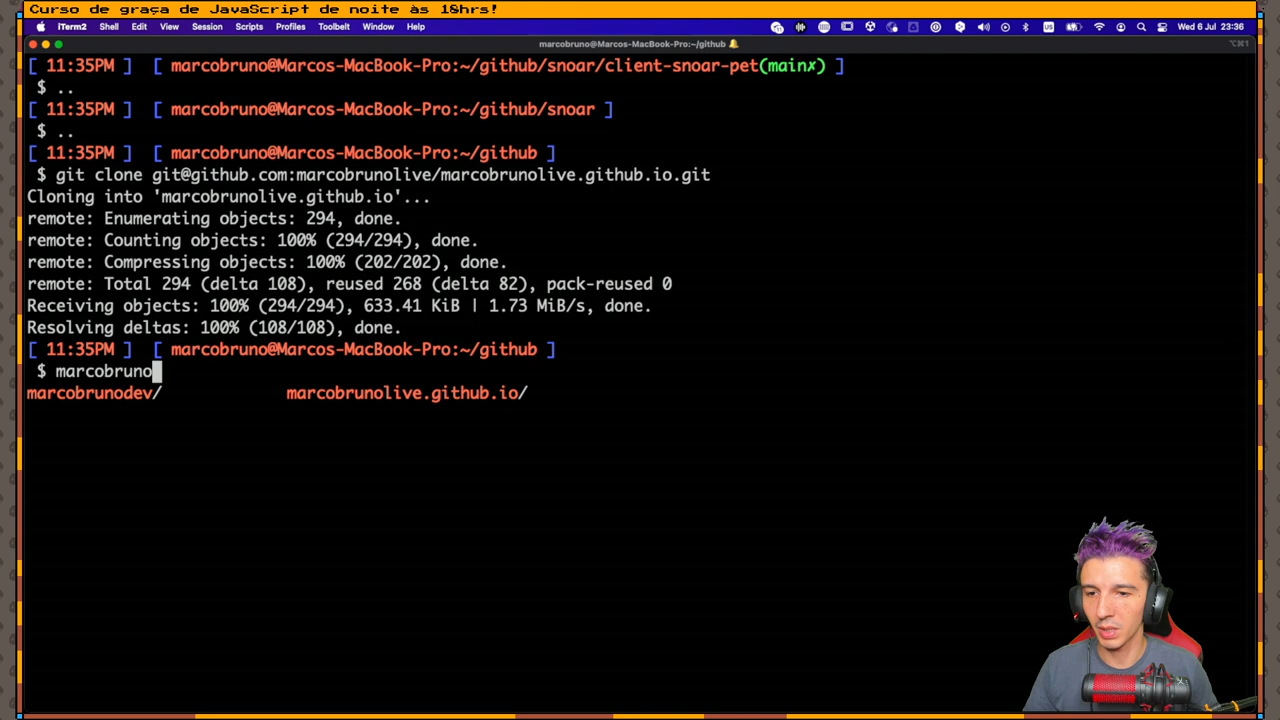 Curso de graça de JavaScript de noite às 18hrs!
iTerm2 Shell Edit View Session Scripts Profiles Toolbelt Window Help US Wed 6 Jul 23:36
marcobruno@Marcos-MacBook-Pro:~/github 🔔 ⌥⌘1
[ 11:35PM ] [ marcobruno@Marcos-MacBook-Pro:~/github/snoar/client-snoar-pet(main✗) ]
$ ..
[ 11:35PM ] [ marcobruno@Marcos-MacBook-Pro:~/github/snoar ]
$ ..
[ 11:35PM ] [ marcobruno@Marcos-MacBook-Pro:~/github ]
$ git clone git@github.com:marcobrunolive/marcobrunolive.github.io.git
Cloning into 'marcobrunolive.github.io'...
remote: Enumerating objects: 294, done.
remote: Counting objects: 100% (294/294), done.
remote: Compressing objects: 100% (202/202), done.
remote: Total 294 (delta 108), reused 268 (delta 82), pack-reused 0
Receiving objects: 100% (294/294), 633.41 KiB | 1.73 MiB/s, done.
Resolving deltas: 100% (108/108), done.
[ 11:35PM ] [ marcobruno@Marcos-MacBook-Pro:~/github ]
$ marcobruno
marcobrunodev/ marcobrunolive.github.io/